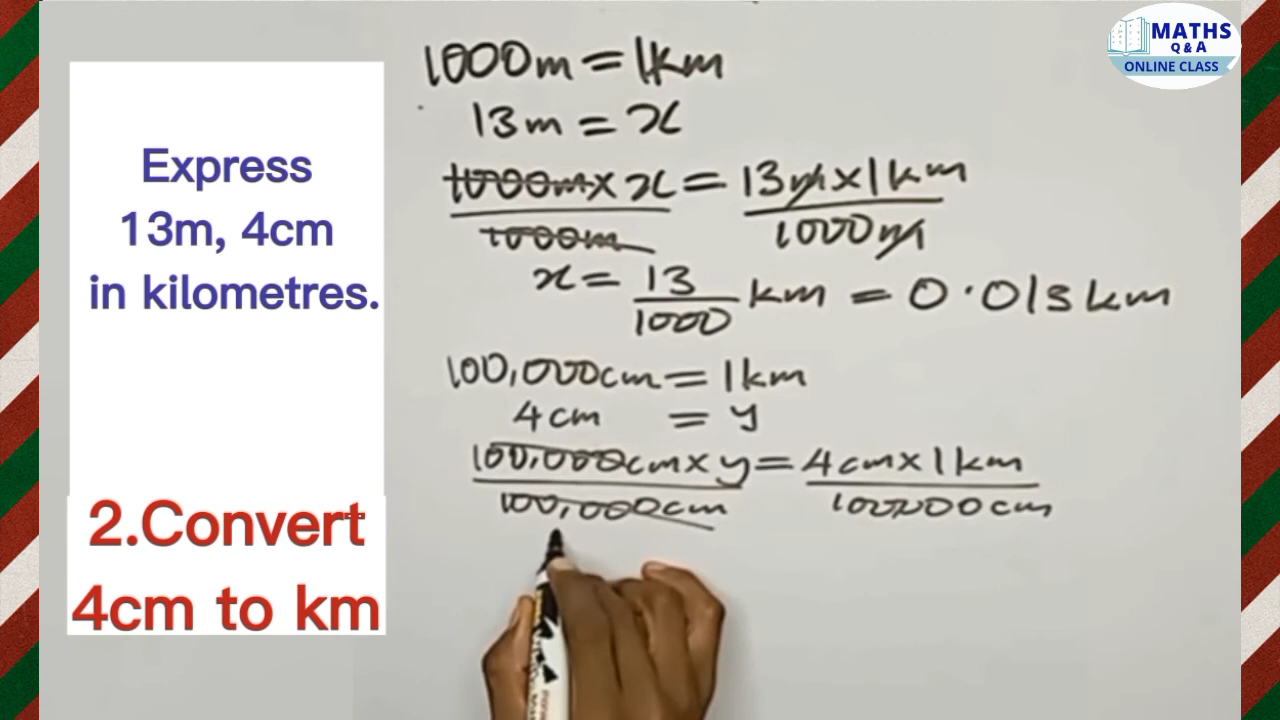 MATHS
Q & A
ONLINE CLASS
Express
13m, 4cm
in kilometres.
2.Convert
4cm to km
1000m = 1km
13m = x
1000m x x = 13m x 1km
1000m 1000m
x = 13 km = 0.013km
1000
100,000cm = 1km
4cm = y
100,000cm x y = 4cm x 1km
100,000cm 100,000cm